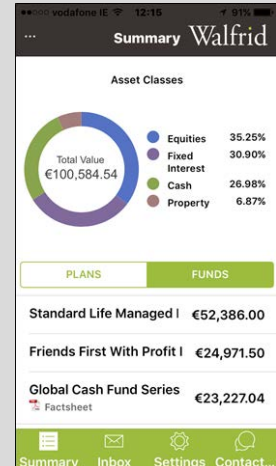 vodafone IE 12:15 91%
... Summary Walfrid
Asset Classes
Total Value
€100,584.54
Equities 35.25%
Fixed Interest 30.90%
Cash 26.98%
Property 6.87%
PLANS FUNDS
Standard Life Managed I €52,386.00
Friends First With Profit I €24,971.50
Global Cash Fund Series €23,227.04
Factsheet
Summary Inbox Settings Contact